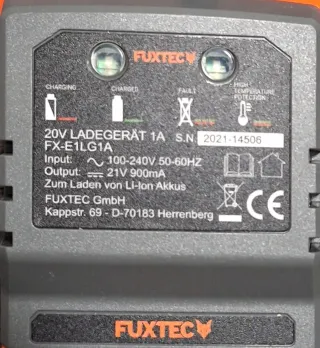 FUXTEC
CHARGING
CHARGED
FAULT
HIGH
TEMPERATURE
POTECTION
20V LADEGERÄT 1A S.N. 2021-14506
FX-E1LG1A
Input: 100-240V 50-60HZ
Output: 21V 900mA
Zum Laden von Li-Ion Akkus
FUXTEC GmbH
Kappstr. 69 - D-70183 Herrenberg
CE
FUXTEC